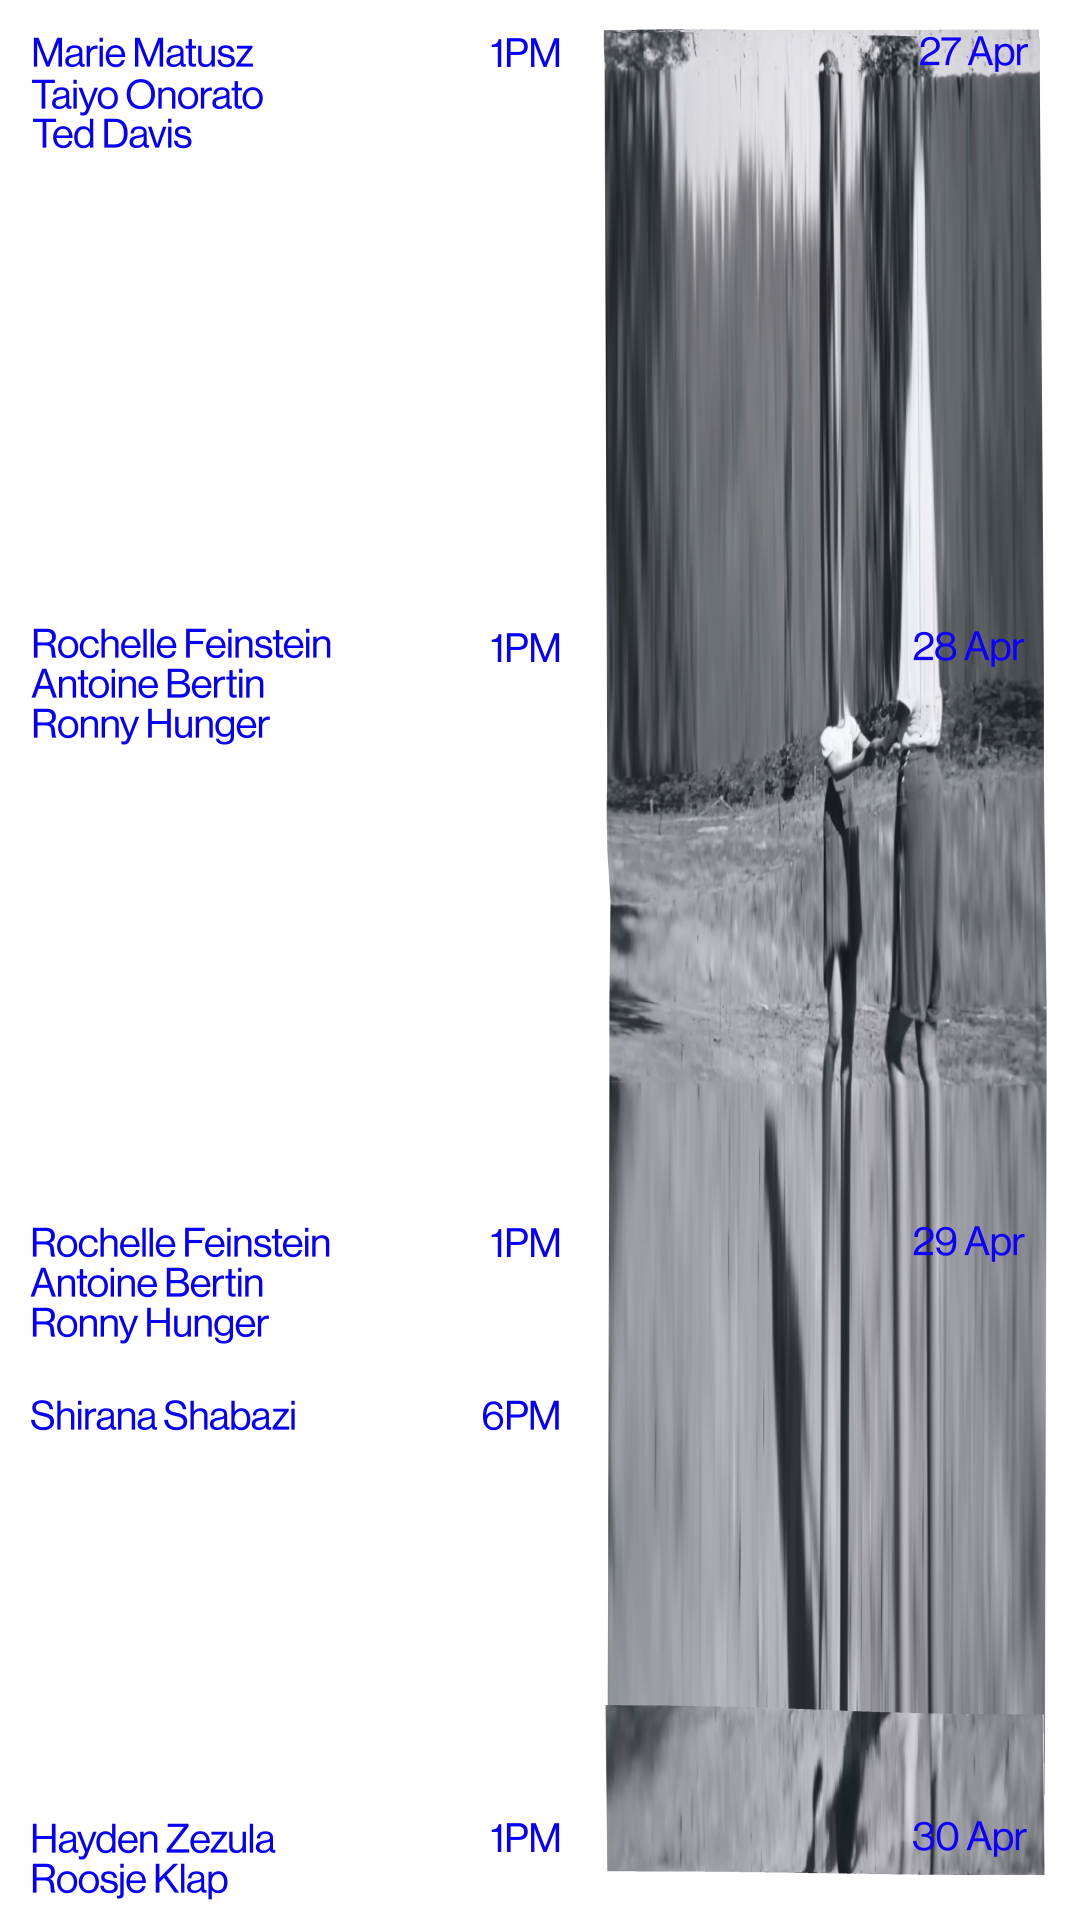 Marie Matusz 1PM 27 Apr
Taiyo Onorato
Ted Davis
Rochelle Feinstein 1PM 28 Apr
Antoine Bertin
Ronny Hunger
Rochelle Feinstein 1PM 29 Apr
Antoine Bertin
Ronny Hunger
Shirana Shabazi 6PM
Hayden Zezula 1PM 30 Apr
Roosje Klap